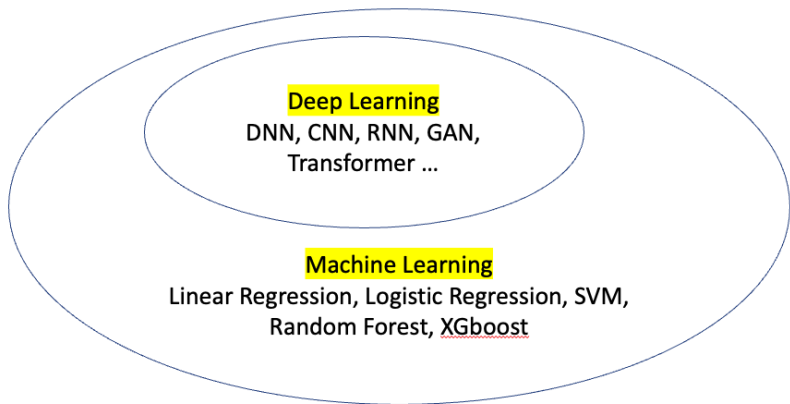 Deep Learning
DNN, CNN, RNN, GAN,
Transformer ...
Machine Learning
Linear Regression, Logistic Regression, SVM,
Random Forest, XGboost